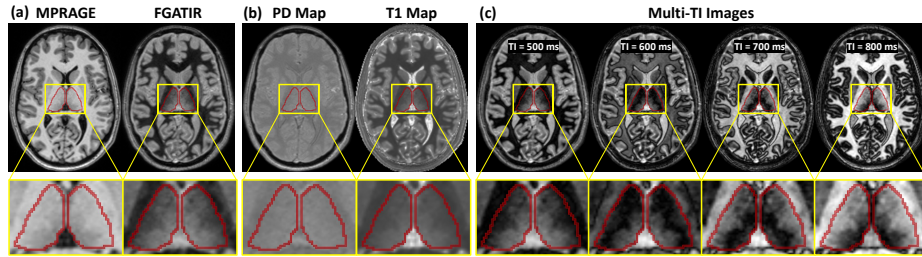 (a) MPRAGE FGATIR (b) PD Map T1 Map (c) Multi-TI Images
TI = 500 ms TI = 600 ms TI = 700 ms TI = 800 ms